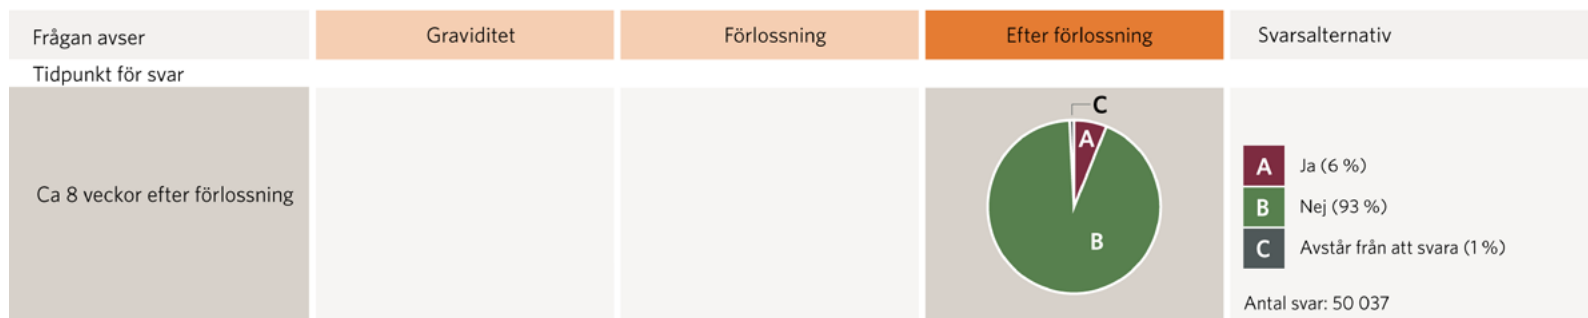 Frågan avser
Graviditet
Förlossning
Efter förlossning
Svarsalternativ
Tidpunkt för svar
Ca 8 veckor efter förlossning
C
A
B
A Ja (6 %)
B Nej (93 %)
C Avstår från att svara (1 %)
Antal svar: 50 037